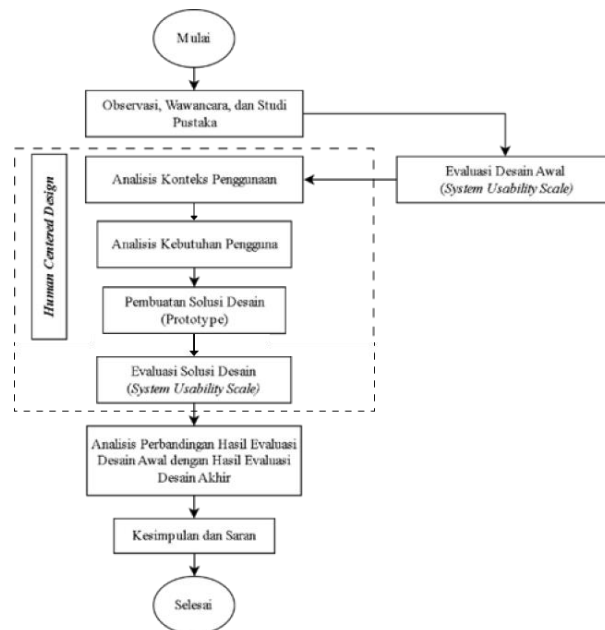 Mulai
Observasi, Wawancara, dan Studi
Pustaka
Evaluasi Desain Awal
(System Usability Scale)
Human Centered Design
Analisis Konteks Penggunaan
Analisis Kebutuhan Pengguna
Pembuatan Solusi Desain
(Prototype)
Evaluasi Solusi Desain
(System Usability Scale)
Analisis Perbandingan Hasil Evaluasi
Desain Awal dengan Hasil Evaluasi
Desain Akhir
Kesimpulan dan Saran
Selesai